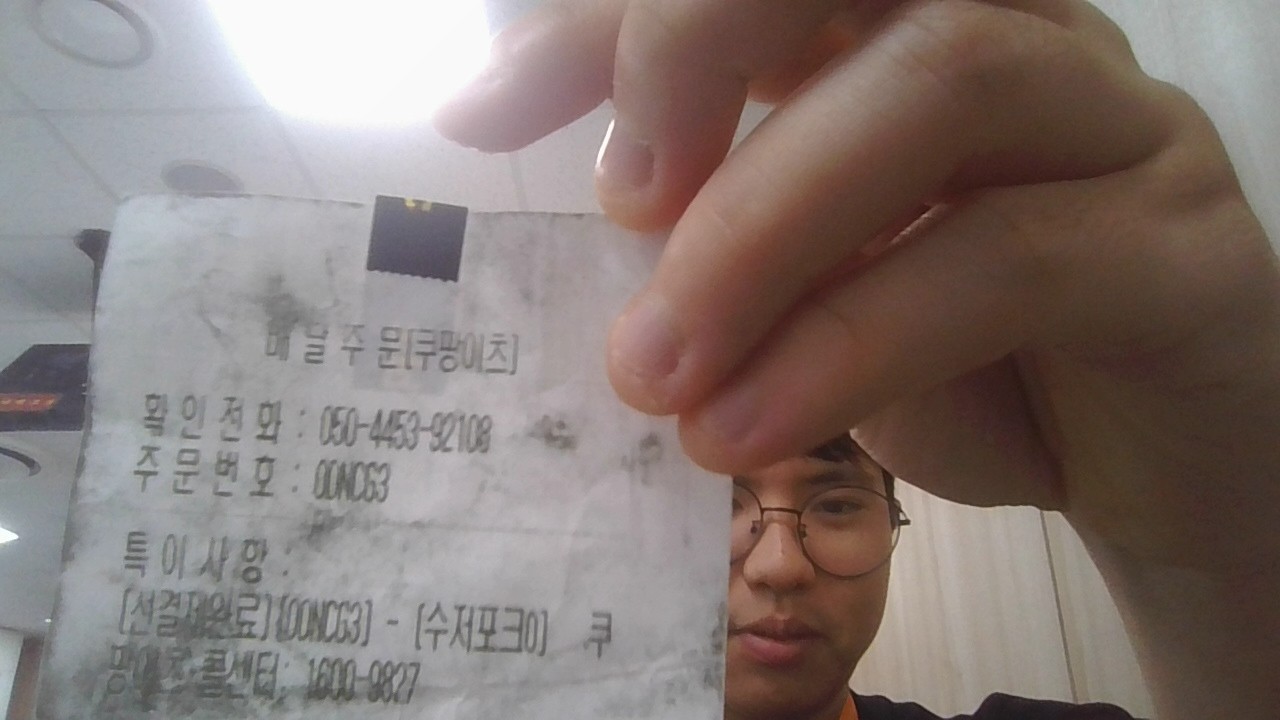 배 달 주 문[쿠팡이츠]
확 인 전 화 : 050-4453-92108
주 문 번 호 : 00NCG3
특 이 사 항 :
[선결제완료][00NCG3] - [수저포크0] 쿠
팡이츠 콜센터: 1600-9827